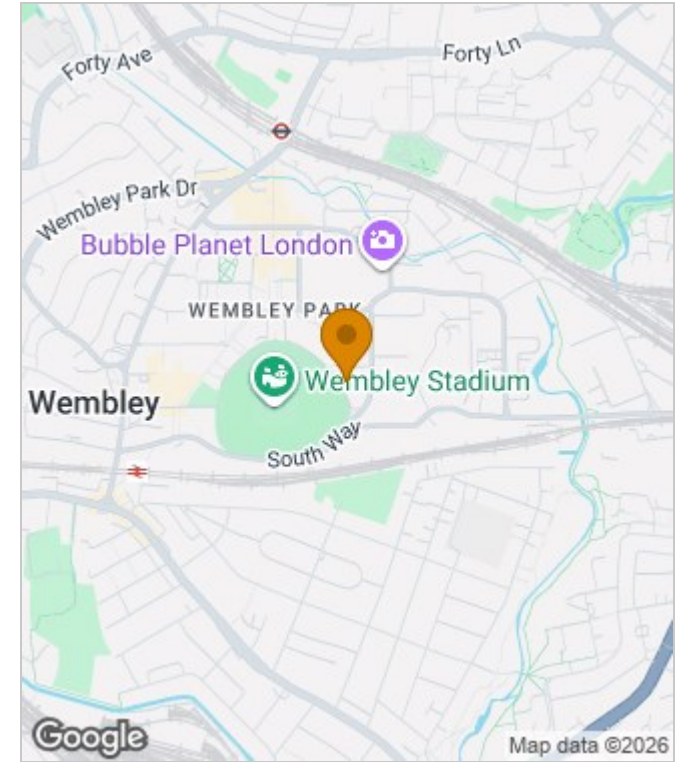 Forty Ave
Forty Ln
Wembley Park Dr
Bubble Planet London
WEMBLEY PARK
Wembley Stadium
Wembley
South Way
Google
Map data ©2026